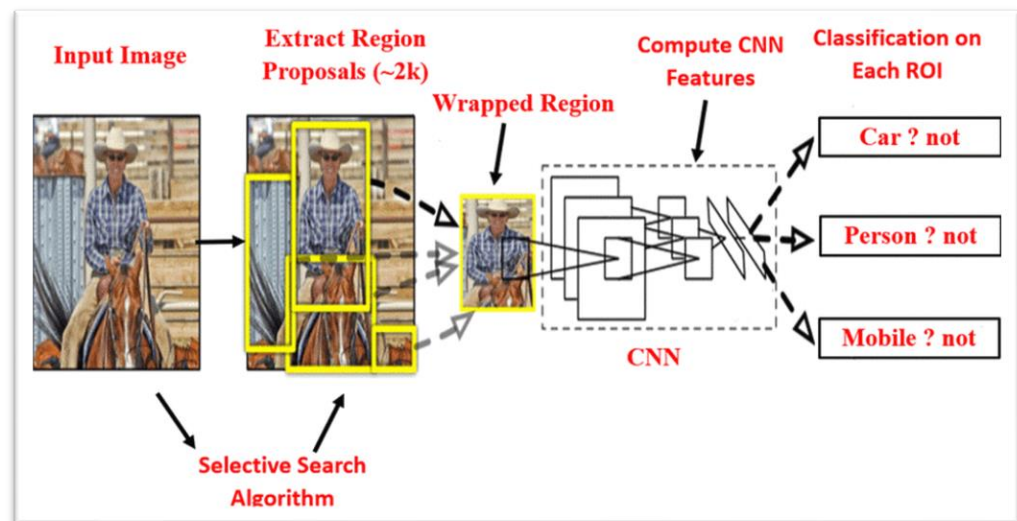 Input Image
Extract Region
Proposals (~2k)
Wrapped Region
Compute CNN
Features
Classification on
Each ROI
Car ? not
Person ? not
Mobile ? not
CNN
Selective Search
Algorithm